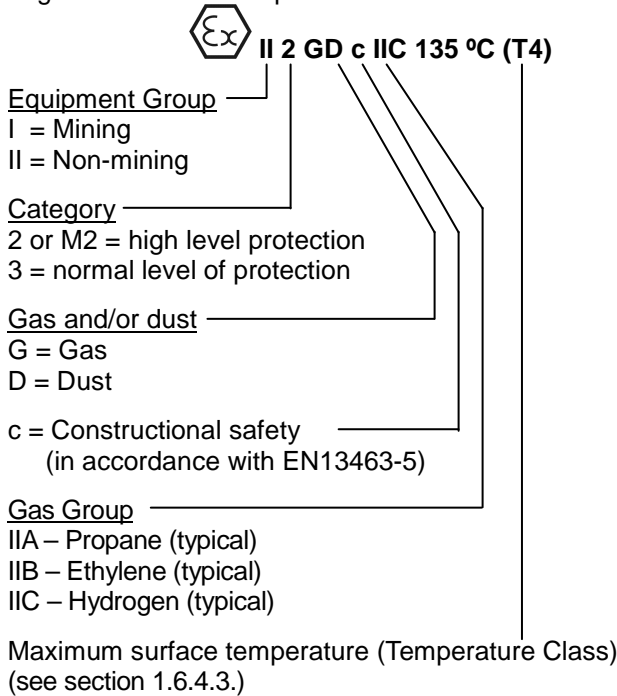 Ex II 2 GD c IIC 135 ºC (T4)
Equipment Group
I = Mining
II = Non-mining
Category
2 or M2 = high level protection
3 = normal level of protection
Gas and/or dust
G = Gas
D = Dust
c = Constructional safety
(in accordance with EN13463-5)
Gas Group
IIA – Propane (typical)
IIB – Ethylene (typical)
IIC – Hydrogen (typical)
Maximum surface temperature (Temperature Class)
(see section 1.6.4.3.)